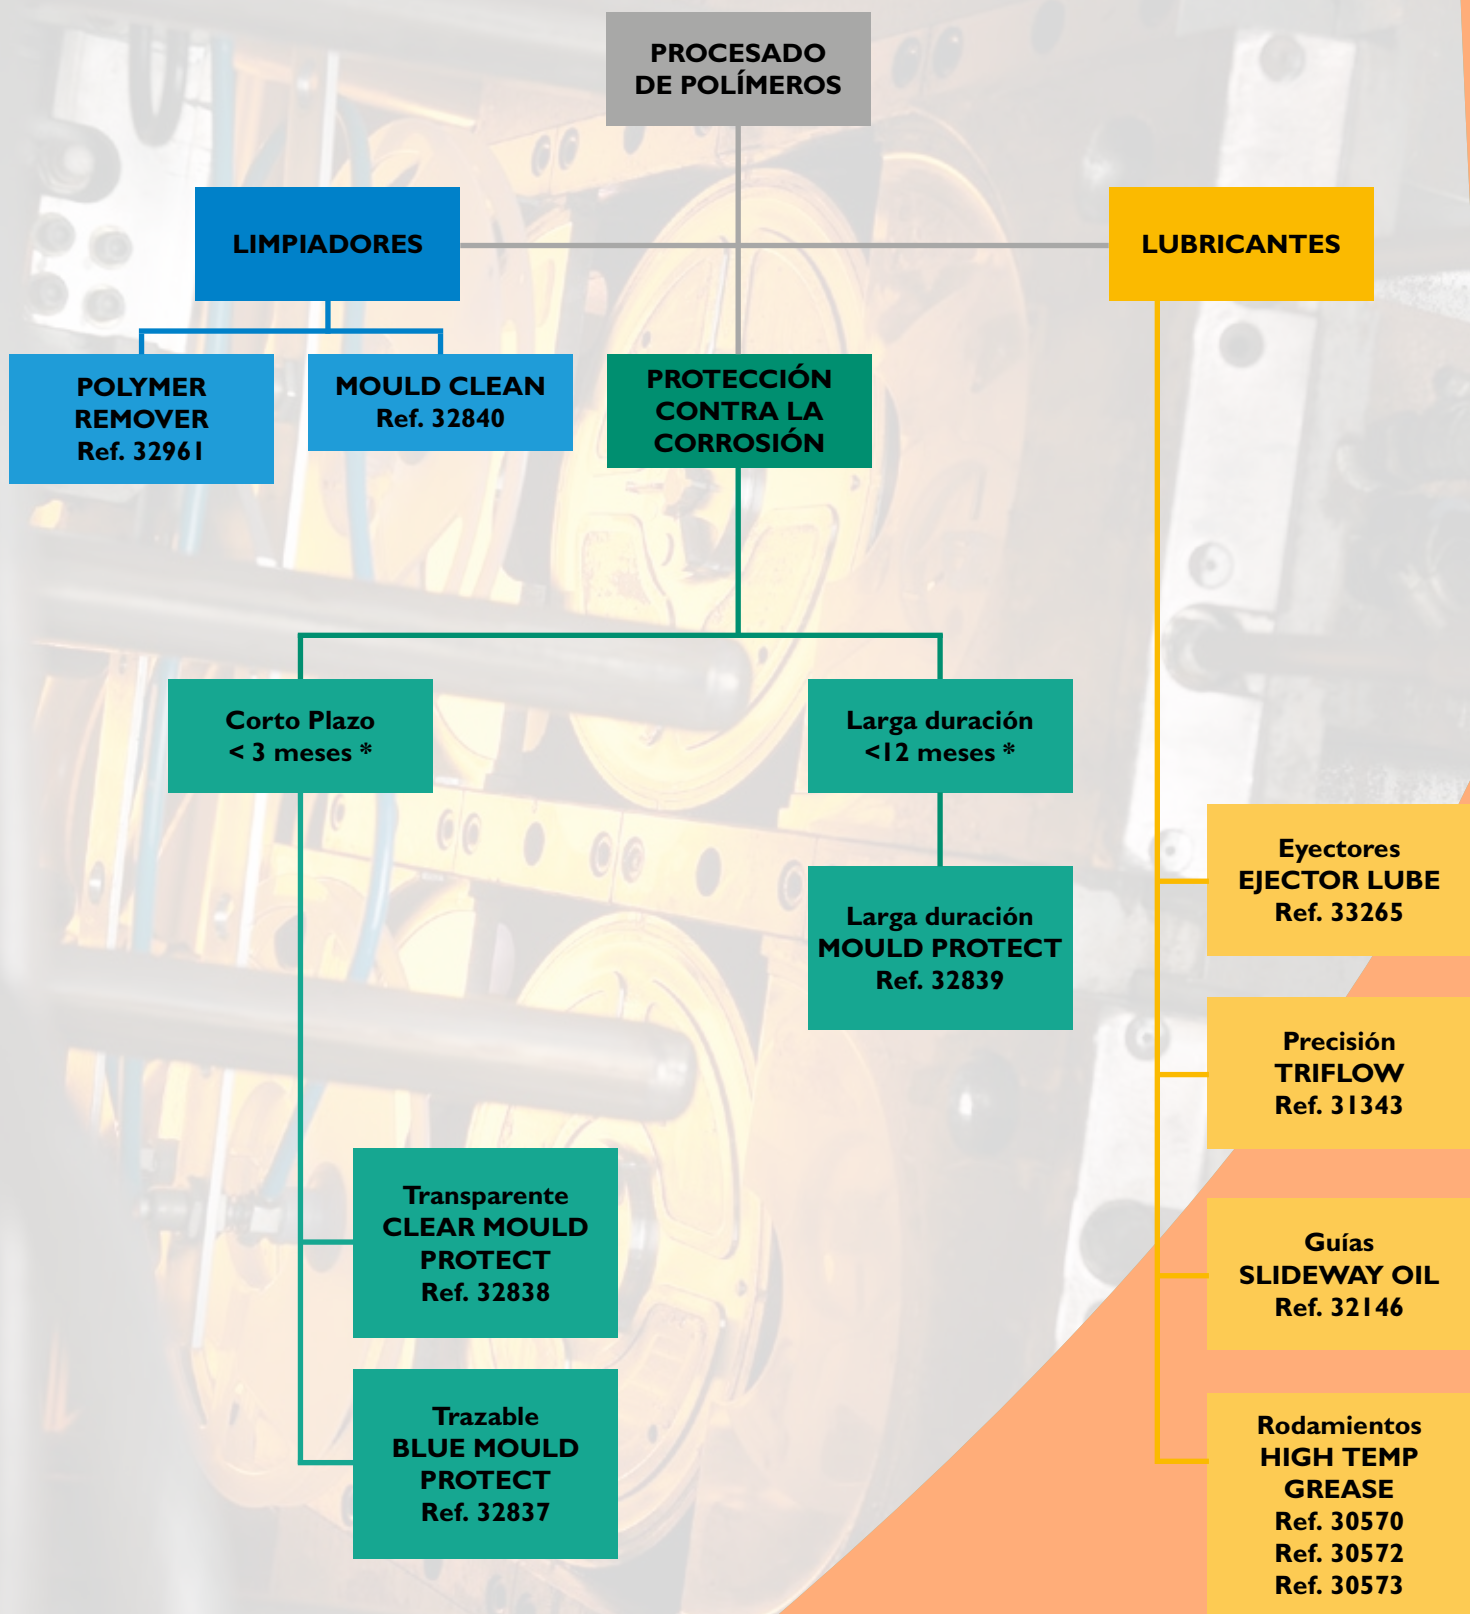 PROCESADO
DE POLÍMEROS
LIMPIADORES
LUBRICANTES
POLYMER
REMOVER
Ref. 32961
MOULD CLEAN
Ref. 32840
PROTECCIÓN
CONTRA LA
CORROSIÓN
Corto Plazo
< 3 meses *
Larga duración
<12 meses *
Larga duración
MOULD PROTECT
Ref. 32839
Transparente
CLEAR MOULD
PROTECT
Ref. 32838
Trazable
BLUE MOULD
PROTECT
Ref. 32837
Eyectores
EJECTOR LUBE
Ref. 33265
Precisión
TRIFLOW
Ref. 31343
Guías
SLIDEWAY OIL
Ref. 32146
Rodamientos
HIGH TEMP
GREASE
Ref. 30570
Ref. 30572
Ref. 30573